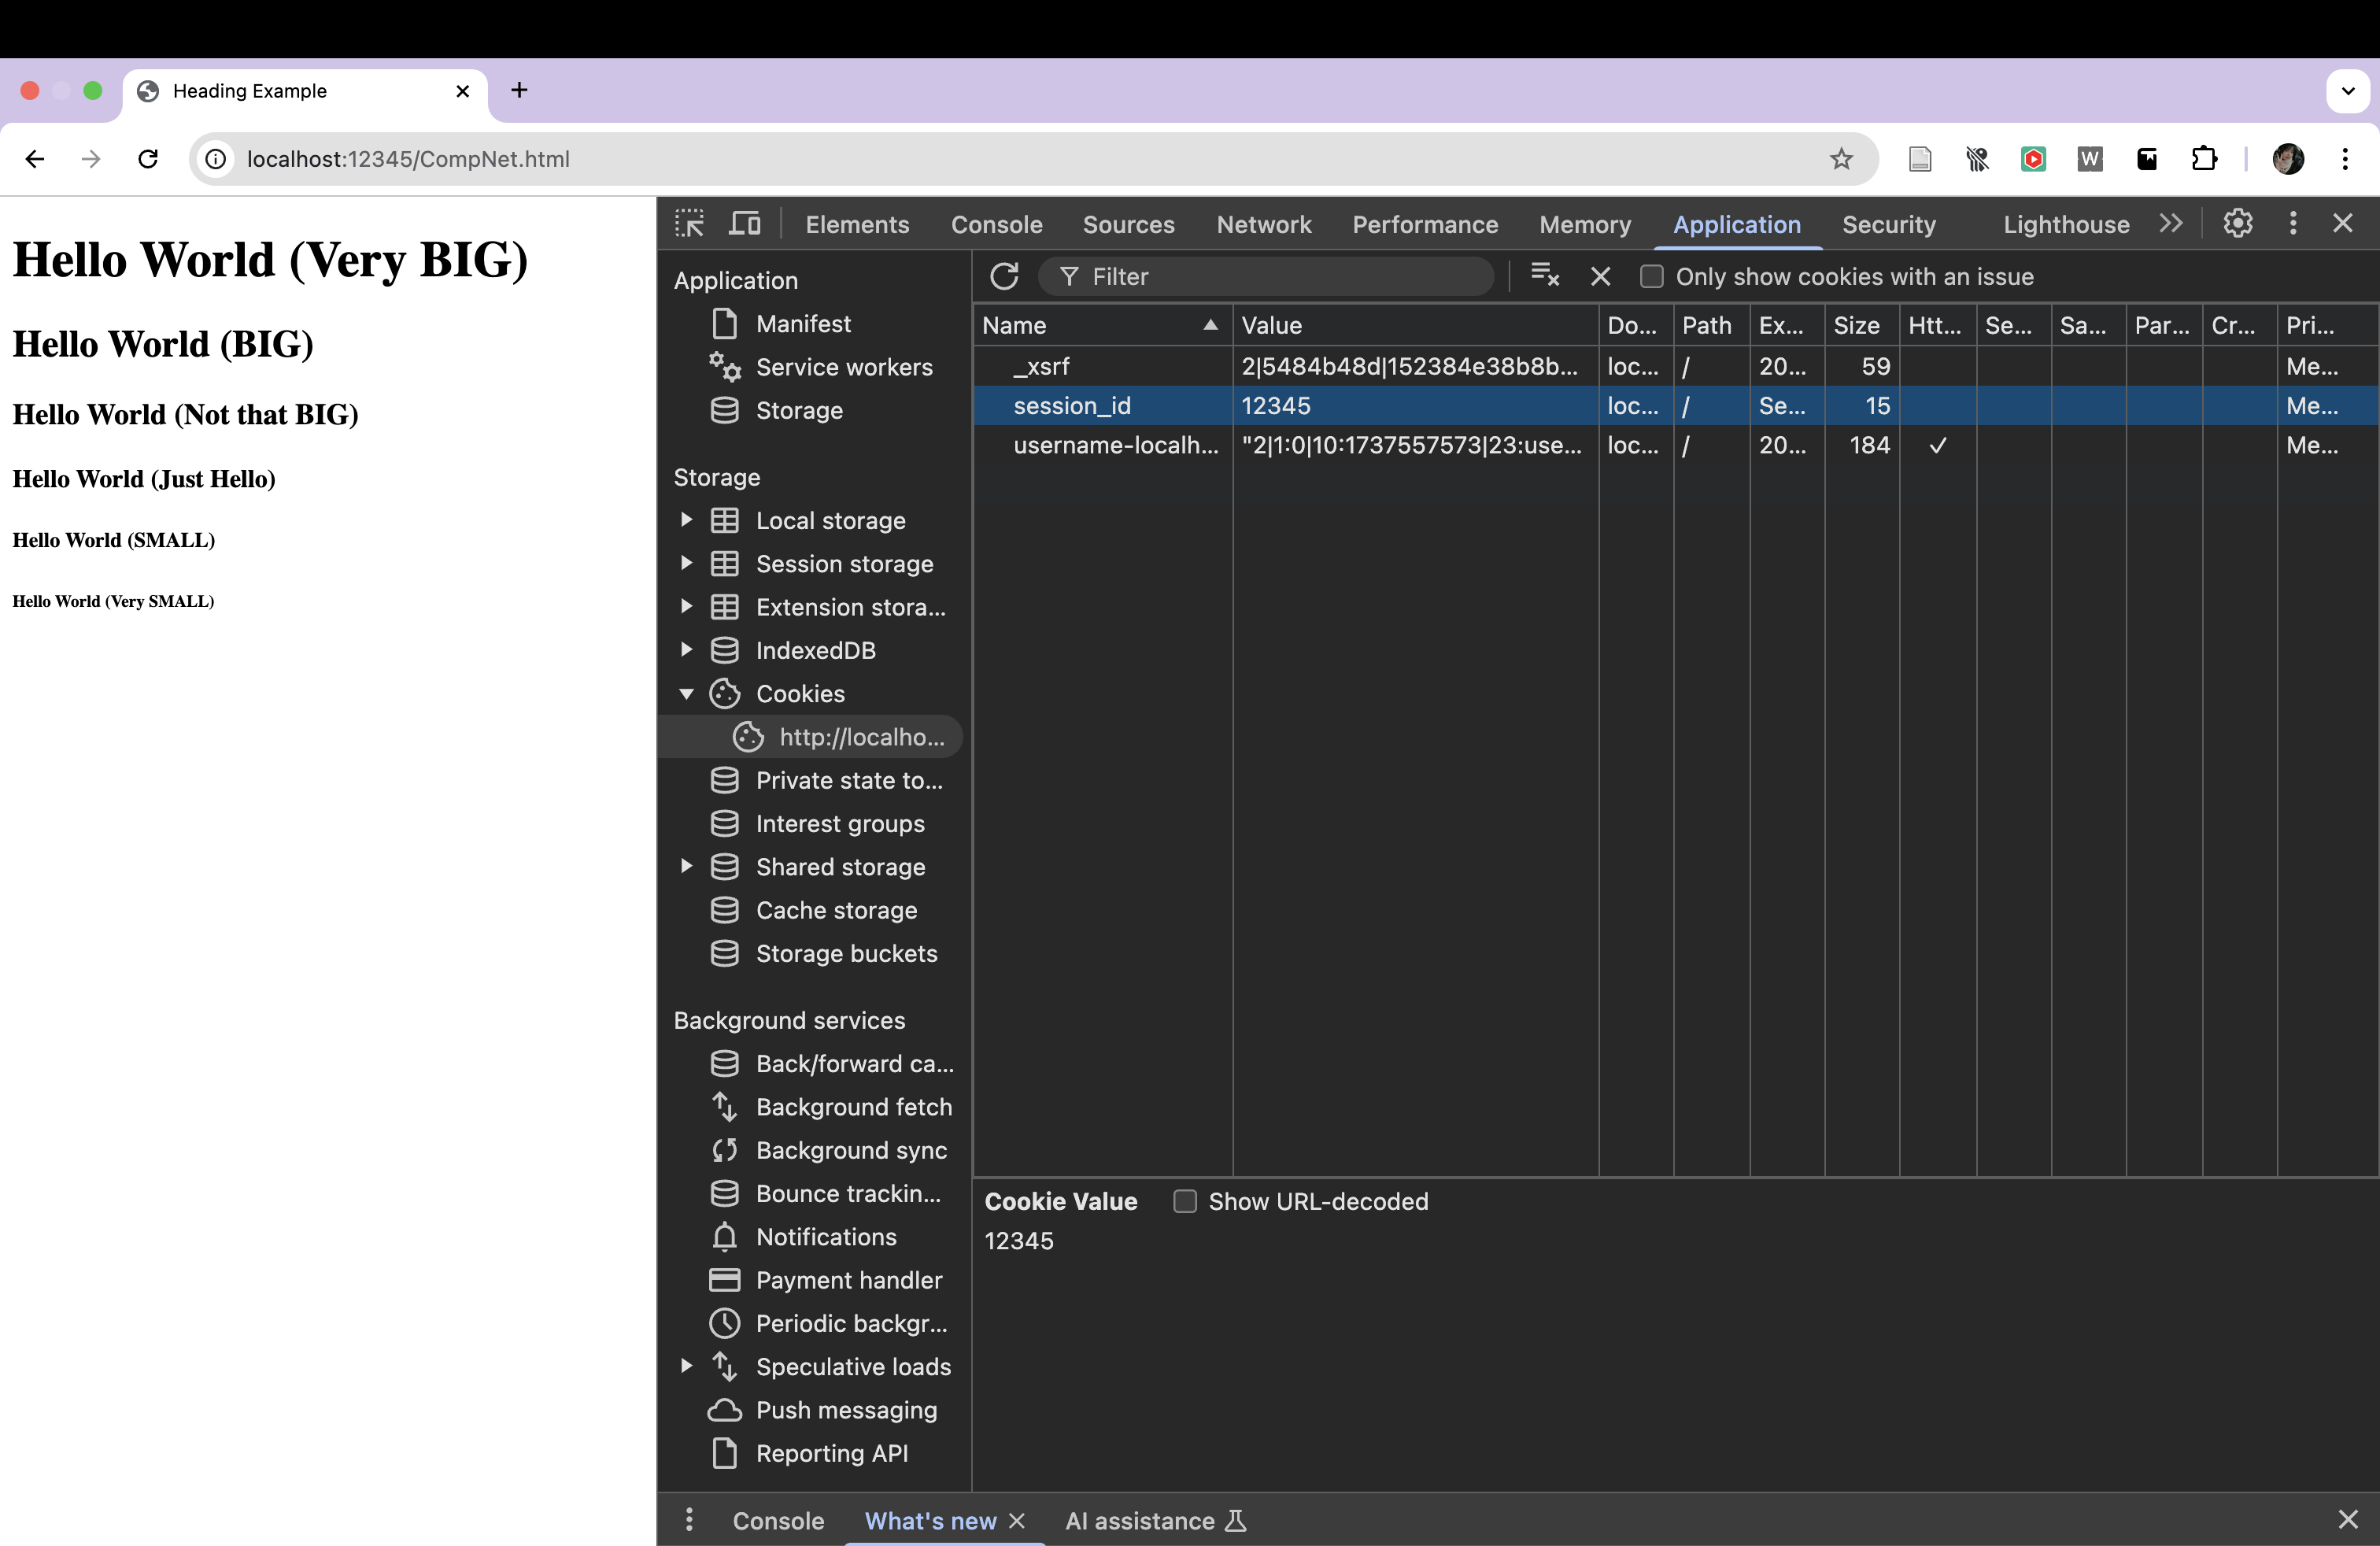 Heading Example
localhost:12345/CompNet.html
W
Hello World (Very BIG)
Hello World (BIG)
Hello World (Not that BIG)
Hello World (Just Hello)
Hello World (SMALL)
Hello World (Very SMALL)
Elements Console Sources Network Performance Memory Application Security Lighthouse
Application
Manifest
Service workers
Storage
Storage
Local storage
Session storage
Extension stora...
IndexedDB
Cookies
http://localho...
Private state to...
Interest groups
Shared storage
Cache storage
Storage buckets
Background services
Back/forward ca...
Background fetch
Background sync
Bounce trackin...
Notifications
Payment handler
Periodic backgr...
Speculative loads
Push messaging
Reporting API
Filter Only show cookies with an issue
Name Value Do... Path Ex... Size Htt... Se... Sa... Par... Cr... Pri...
_xsrf 2|5484b48d|152384e38b8b... loc... / 20... 59 Me...
session_id 12345 loc... / Se... 15 Me...
username-localh... "2|1:0|10:1737557573|23:use... loc... / 20... 184 ✓ Me...
Cookie Value Show URL-decoded
12345
Console What's new AI assistance